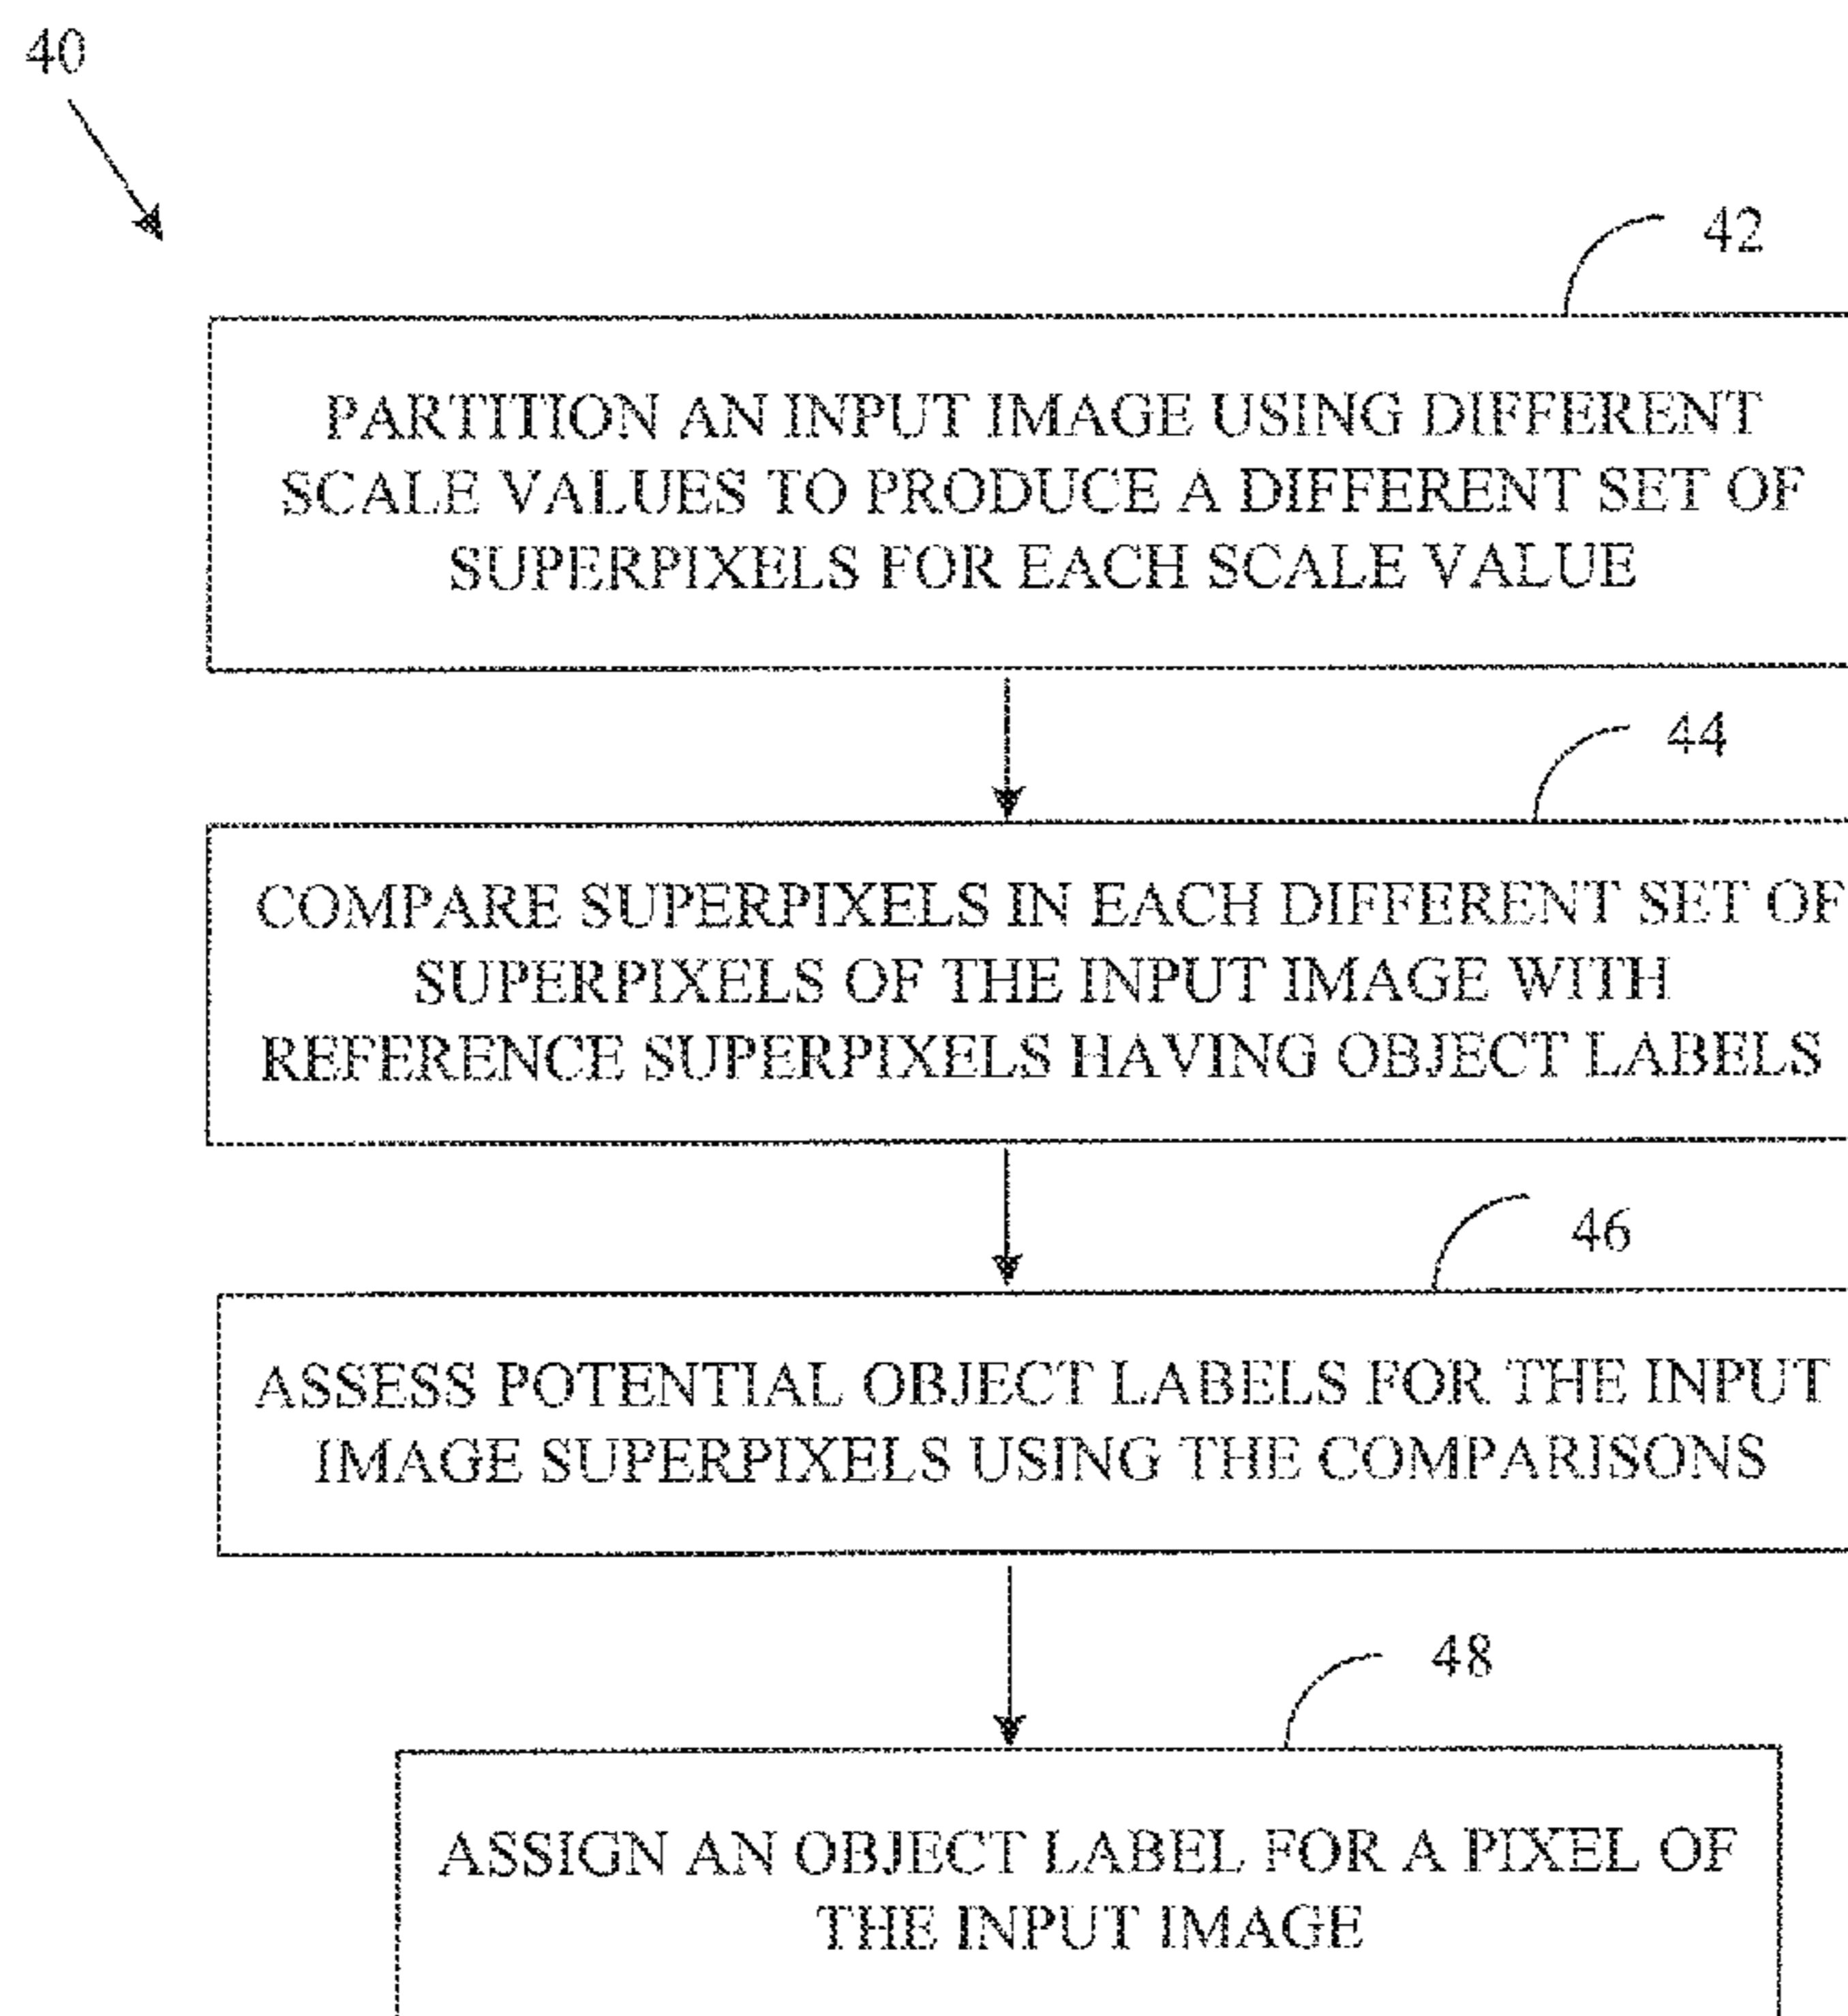 40
42
PARTITION AN INPUT IMAGE USING DIFFERENT
SCALE VALUES TO PRODUCE A DIFFERENT SET OF
SUPERPIXELS FOR EACH SCALE VALUE
44
COMPARE SUPERPIXELS IN EACH DIFFERENT SET OF
SUPERPIXELS OF THE INPUT IMAGE WITH
REFERENCE SUPERPIXELS HAVING OBJECT LABELS
46
ASSESS POTENTIAL OBJECT LABELS FOR THE INPUT
IMAGE SUPERPIXELS USING THE COMPARISONS
48
ASSIGN AN OBJECT LABEL FOR A PIXEL OF
THE INPUT IMAGE